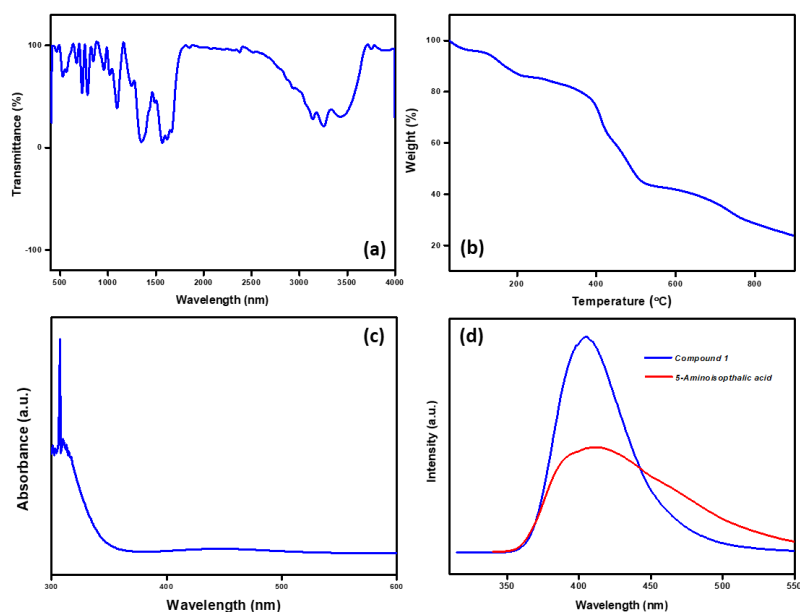 100
0
-100
Transmittance (%)
500 1000 1500 2000 2500 3000 3500 4000
Wavelength (nm)
(a)
100
80
60
40
20
Weight (%)
200 400 600 800
Temperature (°C)
(b)
Absorbance (a.u.)
300 400 500 600
Wavelength (nm)
(c)
Intensity (a.u.)
350 400 450 500 550
Wavelength (nm)
(d)
Compound 1
5-Aminoisopthalic acid